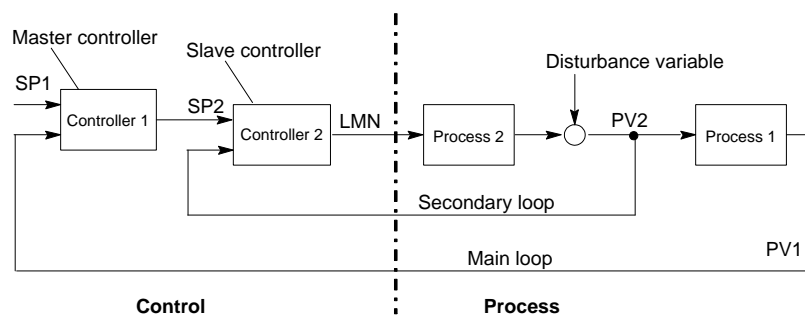 Master controller
Slave controller
Disturbance variable
SP1
Controller 1
SP2
Controller 2
LMN
Process 2
PV2
Process 1
Secondary loop
Main loop
PV1
Control
Process